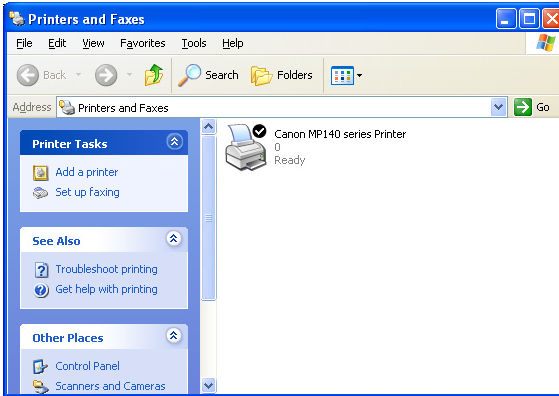 Printers and Faxes
File Edit View Favorites Tools Help
Back Search Folders
Address Printers and Faxes Go
Printer Tasks
Add a printer
Set up faxing
See Also
Troubleshoot printing
Get help with printing
Other Places
Control Panel
Scanners and Cameras
Canon MP140 series Printer
0
Ready